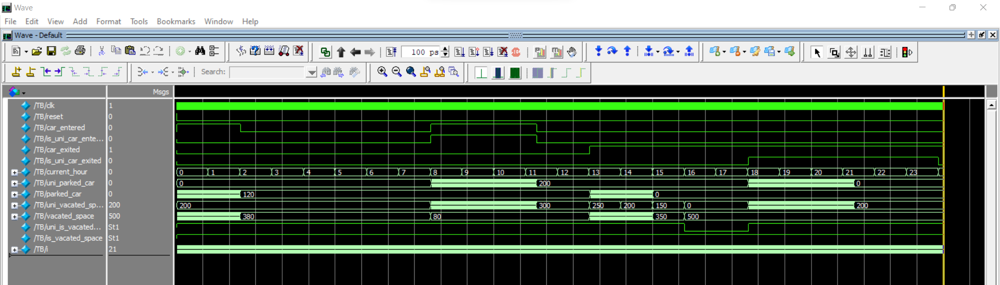 Wave
File Edit View Add Format Tools Bookmarks Window Help
Wave - Default
100 ps
Search:
Msgs
/TB/clk 1
/TB/reset 0
/TB/car_entered 0
/TB/is_uni_car_ente... 0
/TB/car_exited 1
/TB/is_uni_car_exited 0
/TB/current_hour 0 0 1 2 3 4 5 6 7 8 9 10 11 12 13 14 15 16 17 18 19 20 21 22 23
/TB/uni_parked_car 0 0 200 0
/TB/parked_car 0 120 0
/TB/uni_vacated_sp... 200 200 300 250 200 150 0 200
/TB/vacated_space 500 380 80 350 500
/TB/uni_is_vacated... St1
/TB/is_vacated_space St1
/TB/i 21